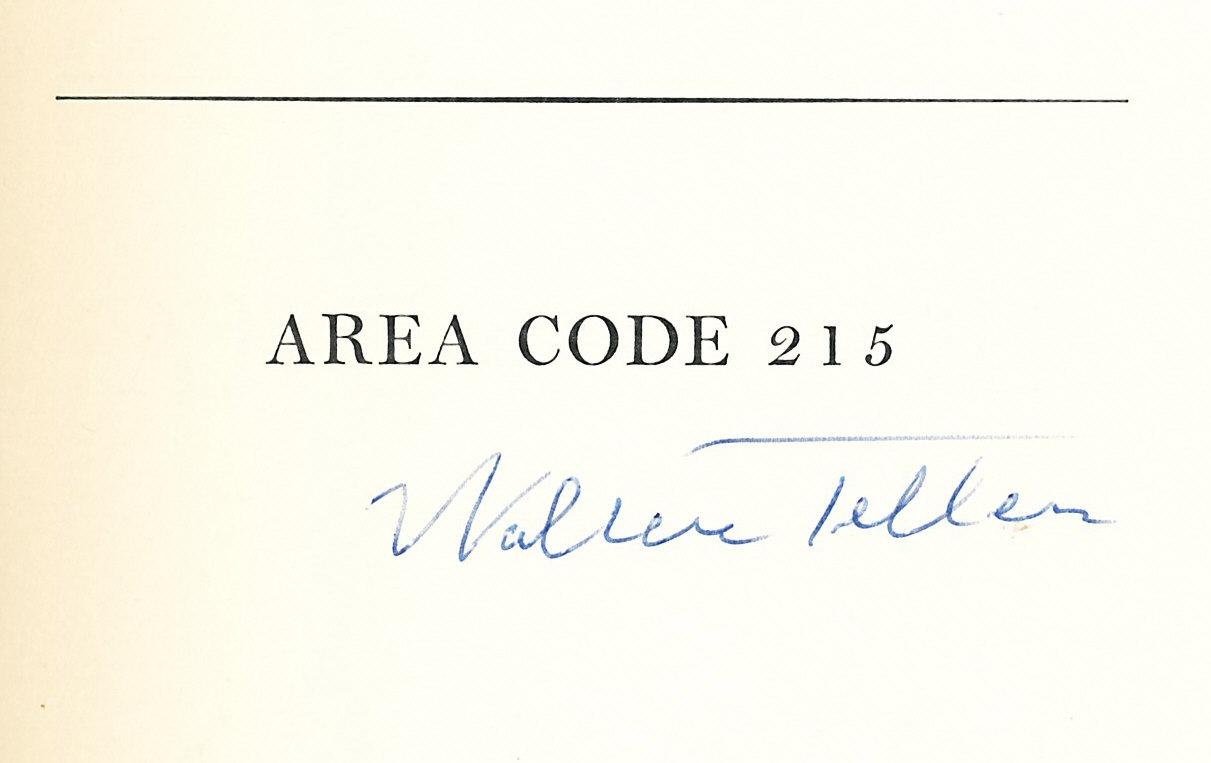 AREA CODE 215
Walter Teller